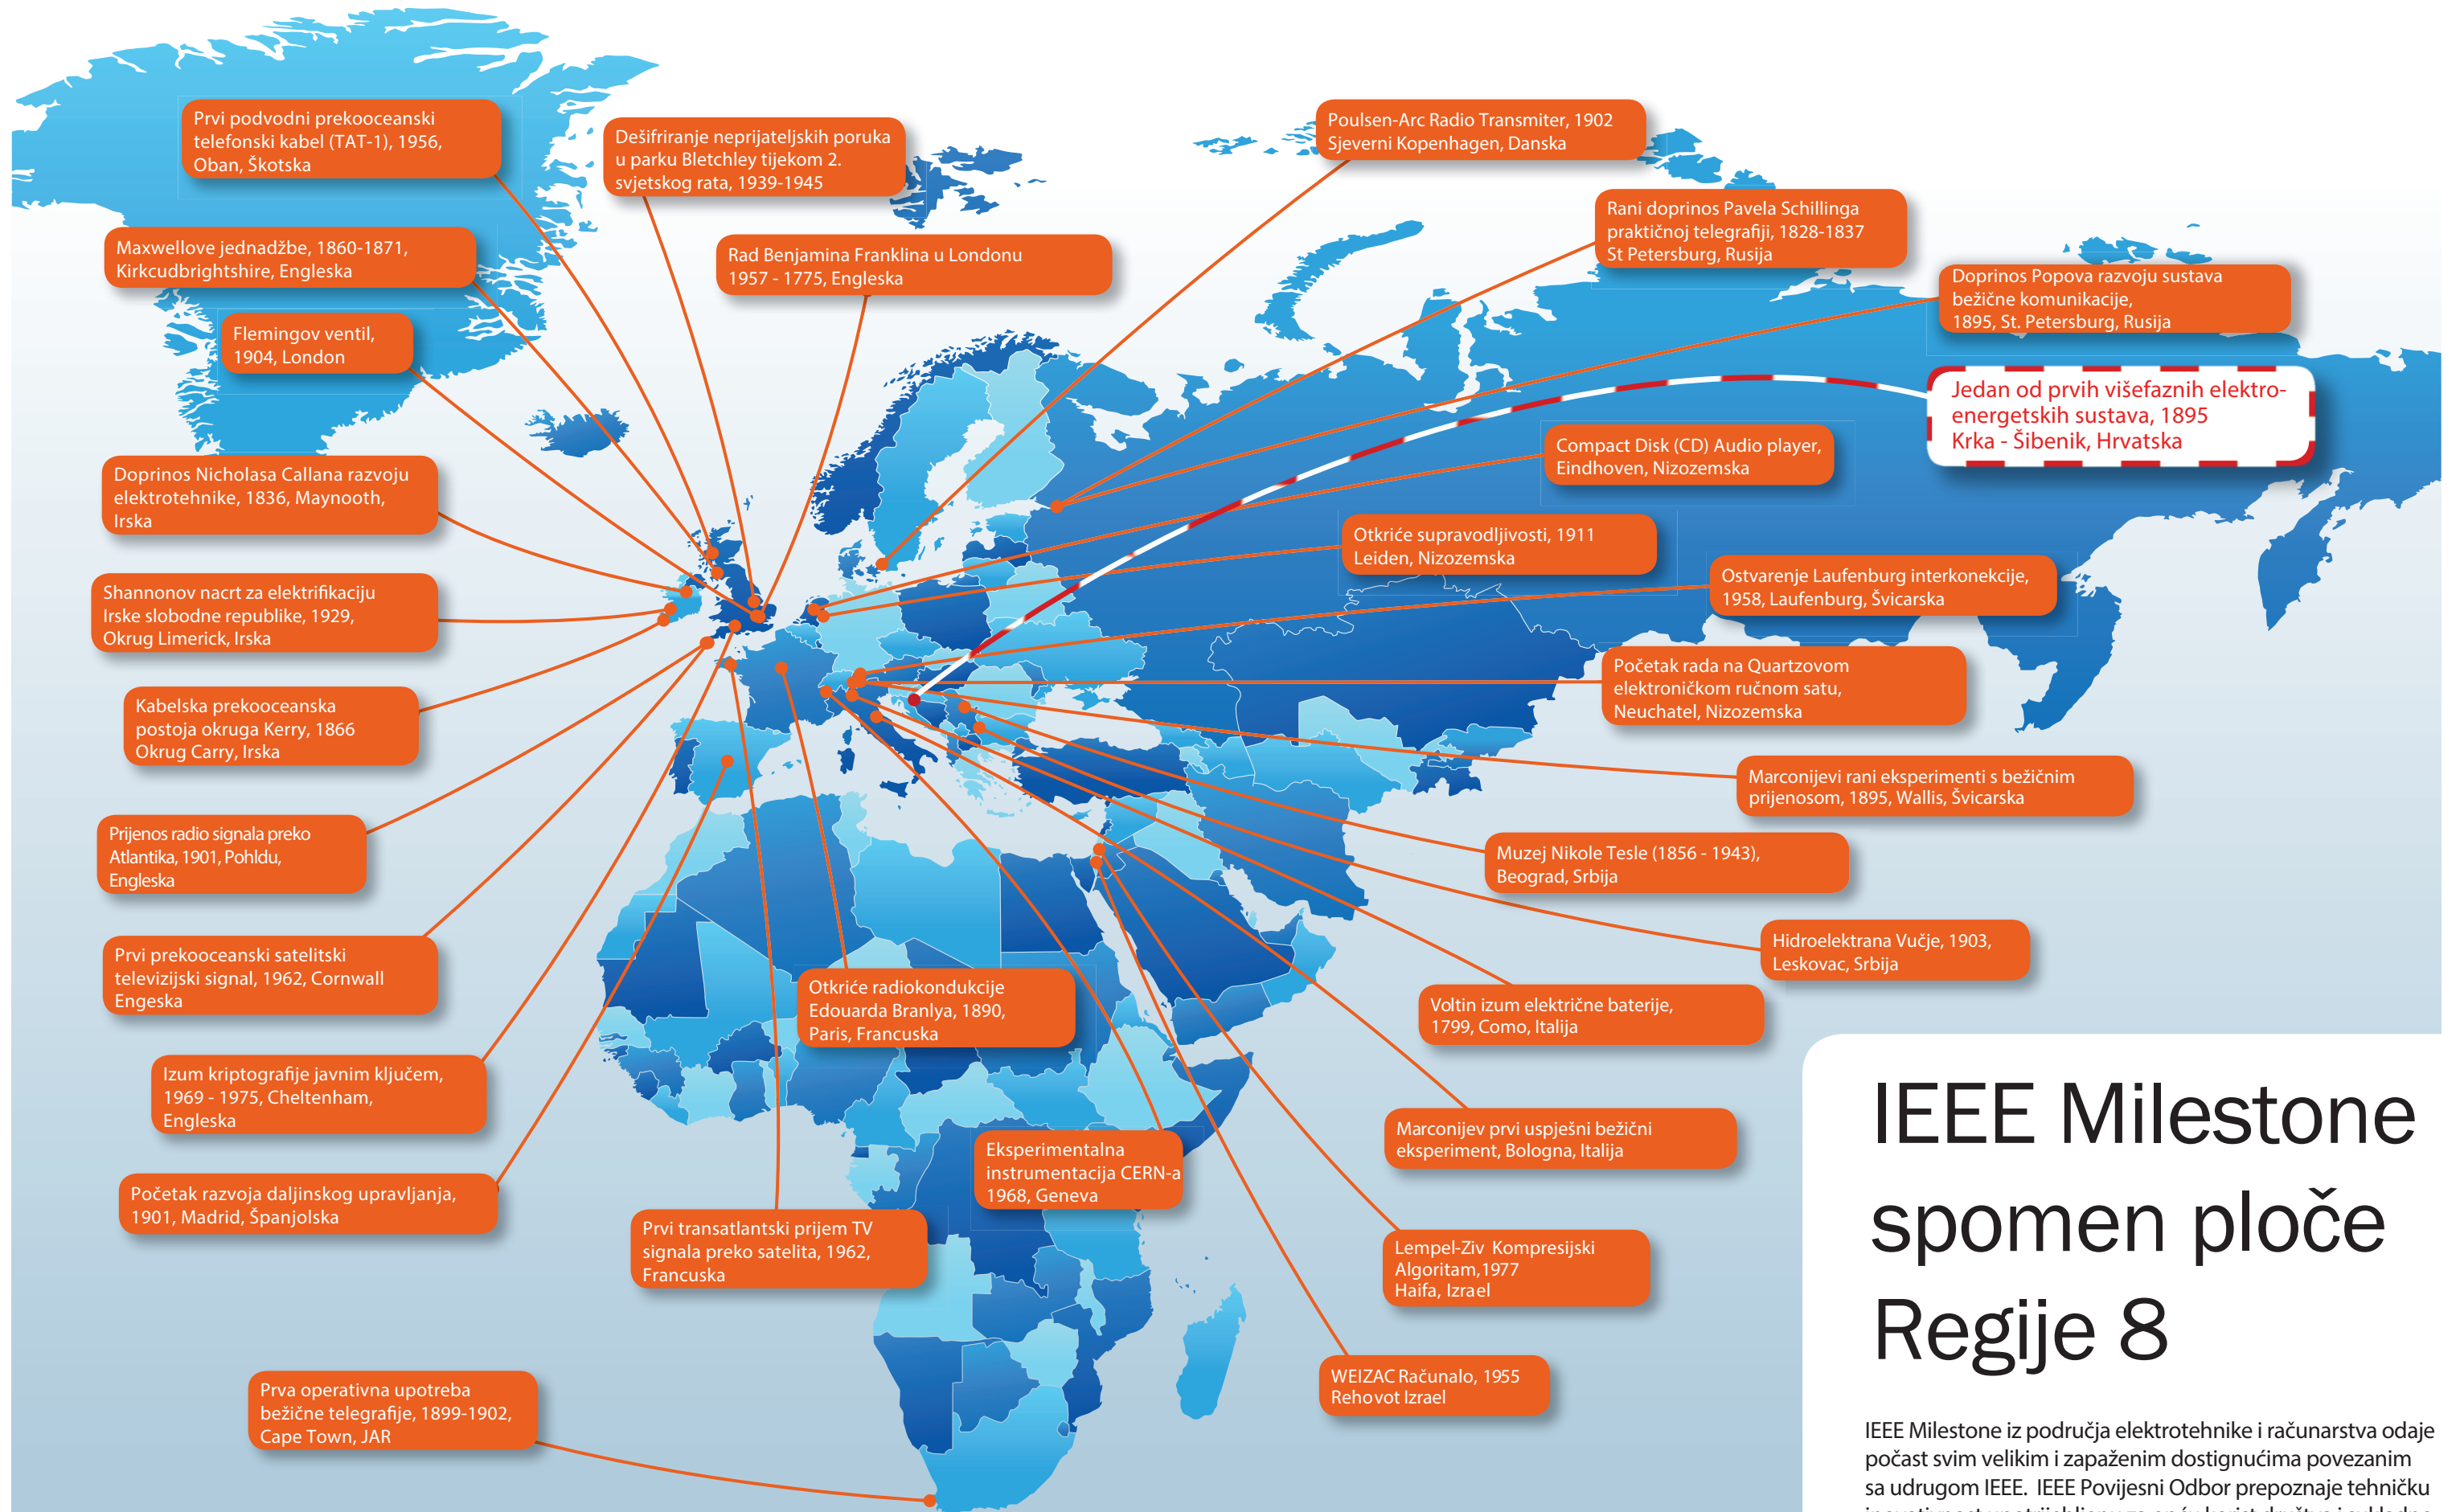 Prvi podvodni prekooceanski
telefonski kabel (TAT-1), 1956,
Oban, Škotska
Dešifriranje neprijateljskih poruka
u parku Bletchley tijekom 2.
svjetskog rata, 1939-1945
Poulsen-Arc Radio Transmiter, 1902
Sjeverni Kopenhagen, Danska
Rani doprinos Pavela Schillinga
praktičnoj telegrafiji, 1828-1837
St Petersburg, Rusija
Maxwellove jednadžbe, 1860-1871,
Kirkcudbrightshire, Engleska
Rad Benjamina Franklina u Londonu
1957 - 1775, Engleska
Doprinos Popova razvoju sustava
bežične komunikacije,
1895, St. Petersburg, Rusija
Flemingov ventil,
1904, London
Jedan od prvih višefaznih elektro-
energetskih sustava, 1895
Krka - Šibenik, Hrvatska
Compact Disk (CD) Audio player,
Eindhoven, Nizozemska
Doprinos Nicholasa Callana razvoju
elektrotehnike, 1836, Maynooth,
Irska
Otkriće supravodljivosti, 1911
Leiden, Nizozemska
Ostvarenje Laufenburg interkonekcije,
1958, Laufenburg, Švicarska
Shannonov nacrt za elektrifikaciju
Irske slobodne republike, 1929,
Okrug Limerick, Irska
Početak rada na Quartzovom
elektroničkom ručnom satu,
Neuchatel, Nizozemska
Kabelska prekooceanska
postoja okruga Kerry, 1866
Okrug Carry, Irska
Marconijevi rani eksperimenti s bežičnim
prijenosom, 1895, Wallis, Švicarska
Prijenos radio signala preko
Atlantika, 1901, Pohldu,
Engleska
Muzej Nikole Tesle (1856 - 1943),
Beograd, Srbija
Hidroelektrana Vučje, 1903,
Leskovac, Srbija
Prvi prekooceanski satelitski
televizijski signal, 1962, Cornwall
Engeska
Otkriće radiokondukcije
Edouarda Branlya, 1890,
Paris, Francuska
Voltin izum električne baterije,
1799, Como, Italija
Izum kriptografije javnim ključem,
1969 - 1975, Cheltenham,
Engleska
Marconijev prvi uspješni bežični
eksperiment, Bologna, Italija
Eksperimentalna
instrumentacija CERN-a
1968, Geneva
Početak razvoja daljinskog upravljanja,
1901, Madrid, Španjolska
Prvi transatlantski prijem TV
signala preko satelita, 1962,
Francuska
Lempel-Ziv Kompresijski
Algoritam,1977
Haifa, Izrael
WEIZAC Računalo, 1955
Rehovot Izrael
Prva operativna upotreba
bežične telegrafije, 1899-1902,
Cape Town, JAR
IEEE Milestone
spomen ploče
Regije 8
IEEE Milestone iz područja elektrotehnike i računarstva odaje
počast svim velikim i zapaženim dostignućima povezanim
sa udrugom IEEE. IEEE Povijesni Odbor prepoznaje tehničku